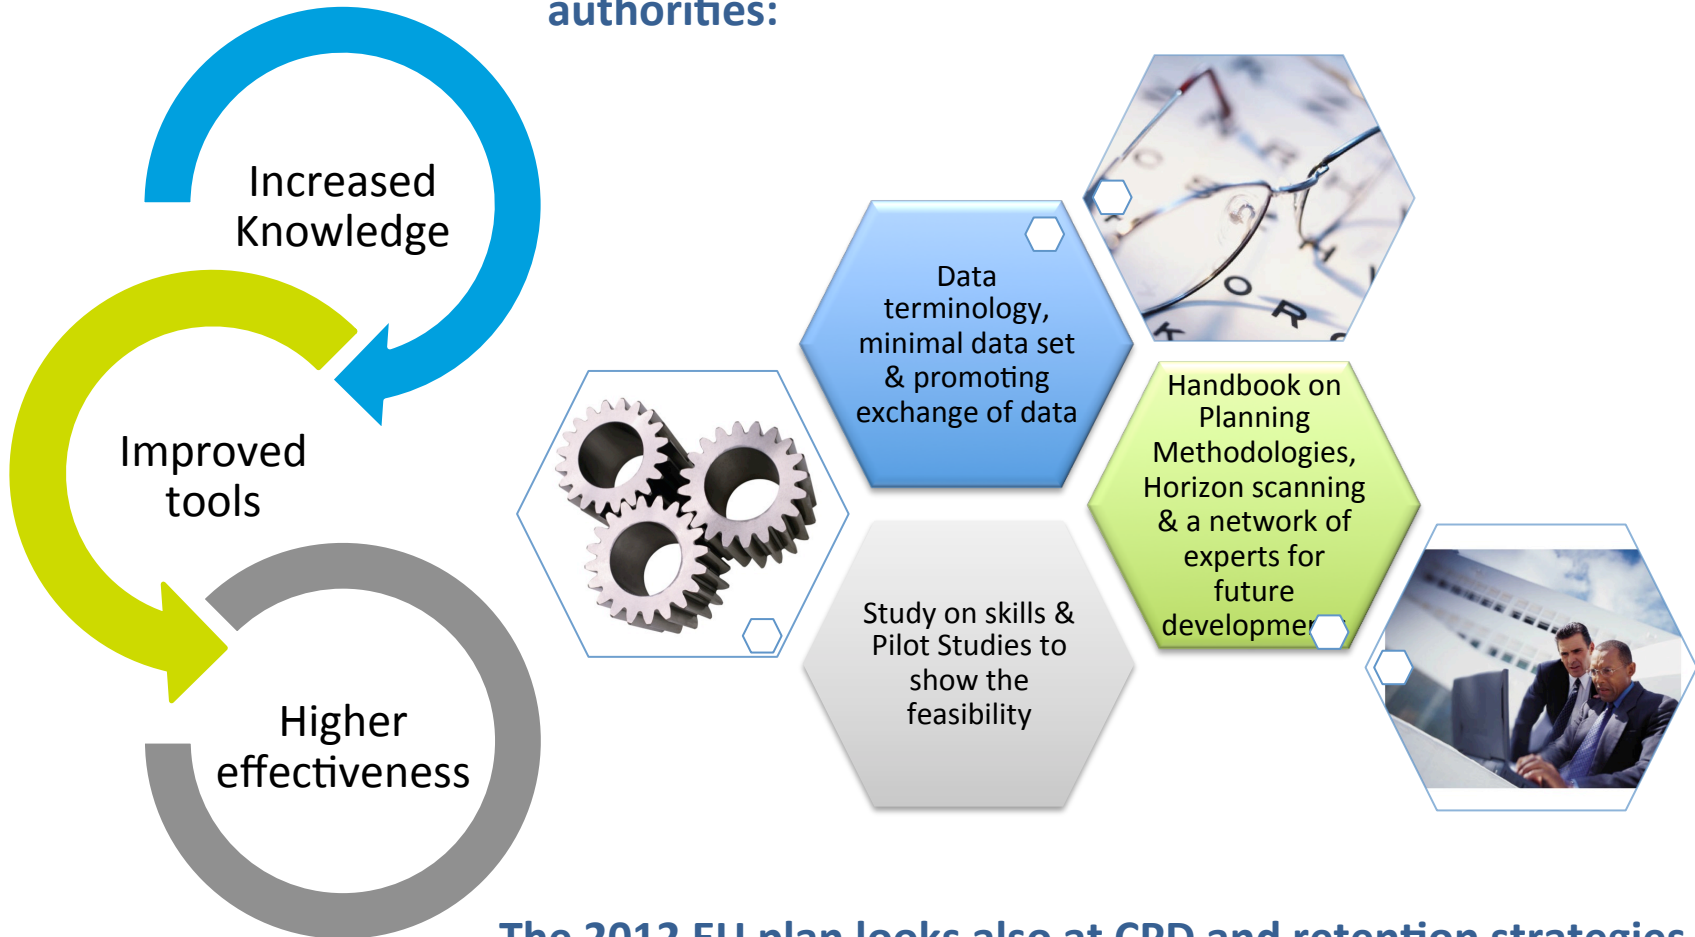 authorities:
Increased
Knowledge
Improved
tools
Higher
effectiveness
Data
terminology,
minimal data set
& promoting
exchange of data
Handbook on
Planning
Methodologies,
Horizon scanning
& a network of
experts for
future
Study on skills &
Pilot Studies to
show the
feasibility
O
R
K
The 2012 EU plan looks also at CPD and retention strategies